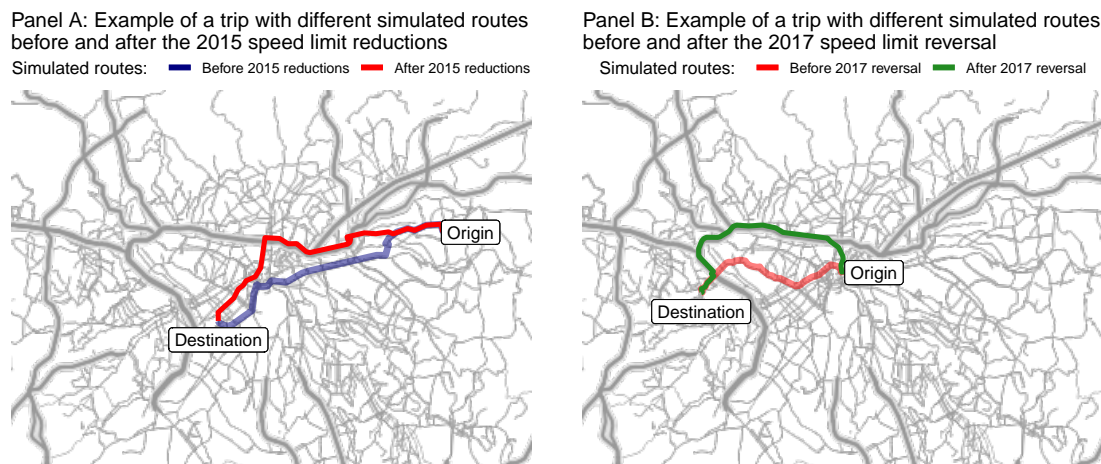 Panel A: Example of a trip with different simulated routes
before and after the 2015 speed limit reductions
Simulated routes: Before 2015 reductions After 2015 reductions
Origin
Destination
Panel B: Example of a trip with different simulated routes
before and after the 2017 speed limit reversal
Simulated routes: Before 2017 reversal After 2017 reversal
Origin
Destination